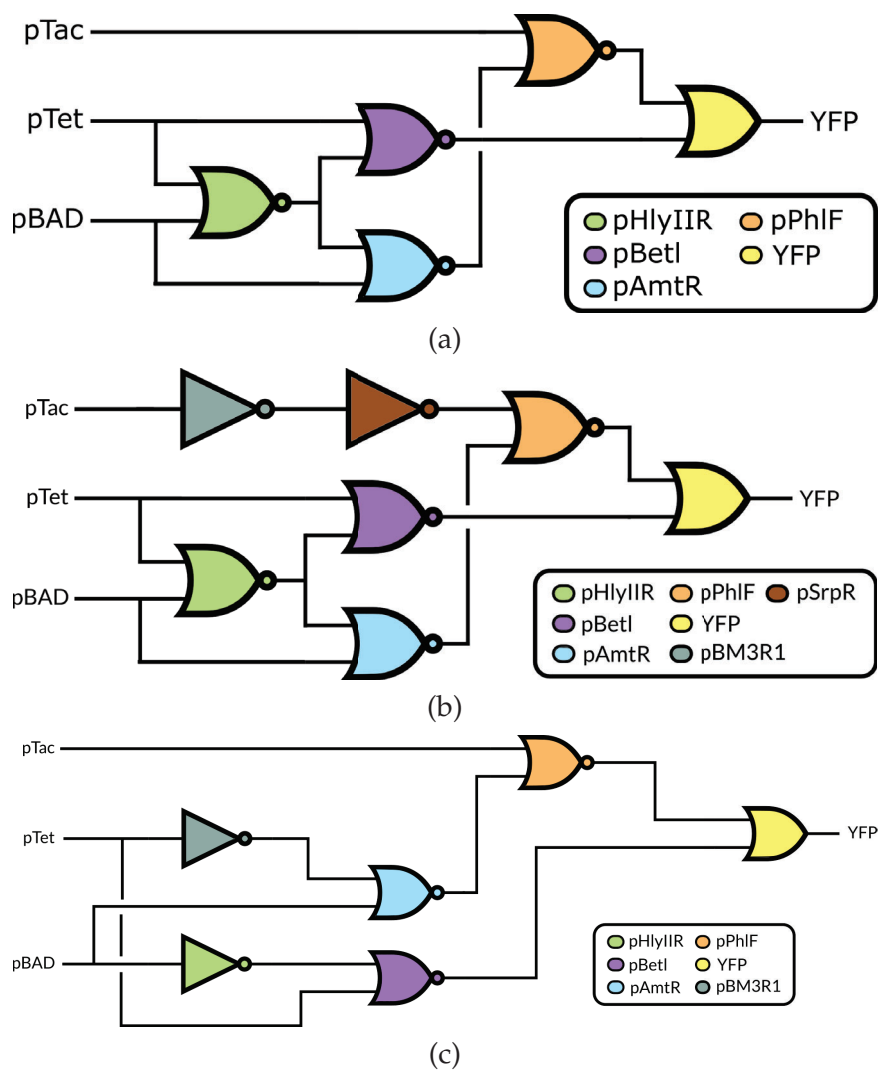 pTac
pTet
pBAD
YFP
pHlyIIR pPhlF
pBetI YFP
pAmtR
(a)
pTac
pTet
pBAD
YFP
pHlyIIR pPhlF pSrpR
pBetI YFP
pAmtR pBM3R1
(b)
pTac
pTet
pBAD
YFP
pHlyIIR pPhlF
pBetI YFP
pAmtR pBM3R1
(c)